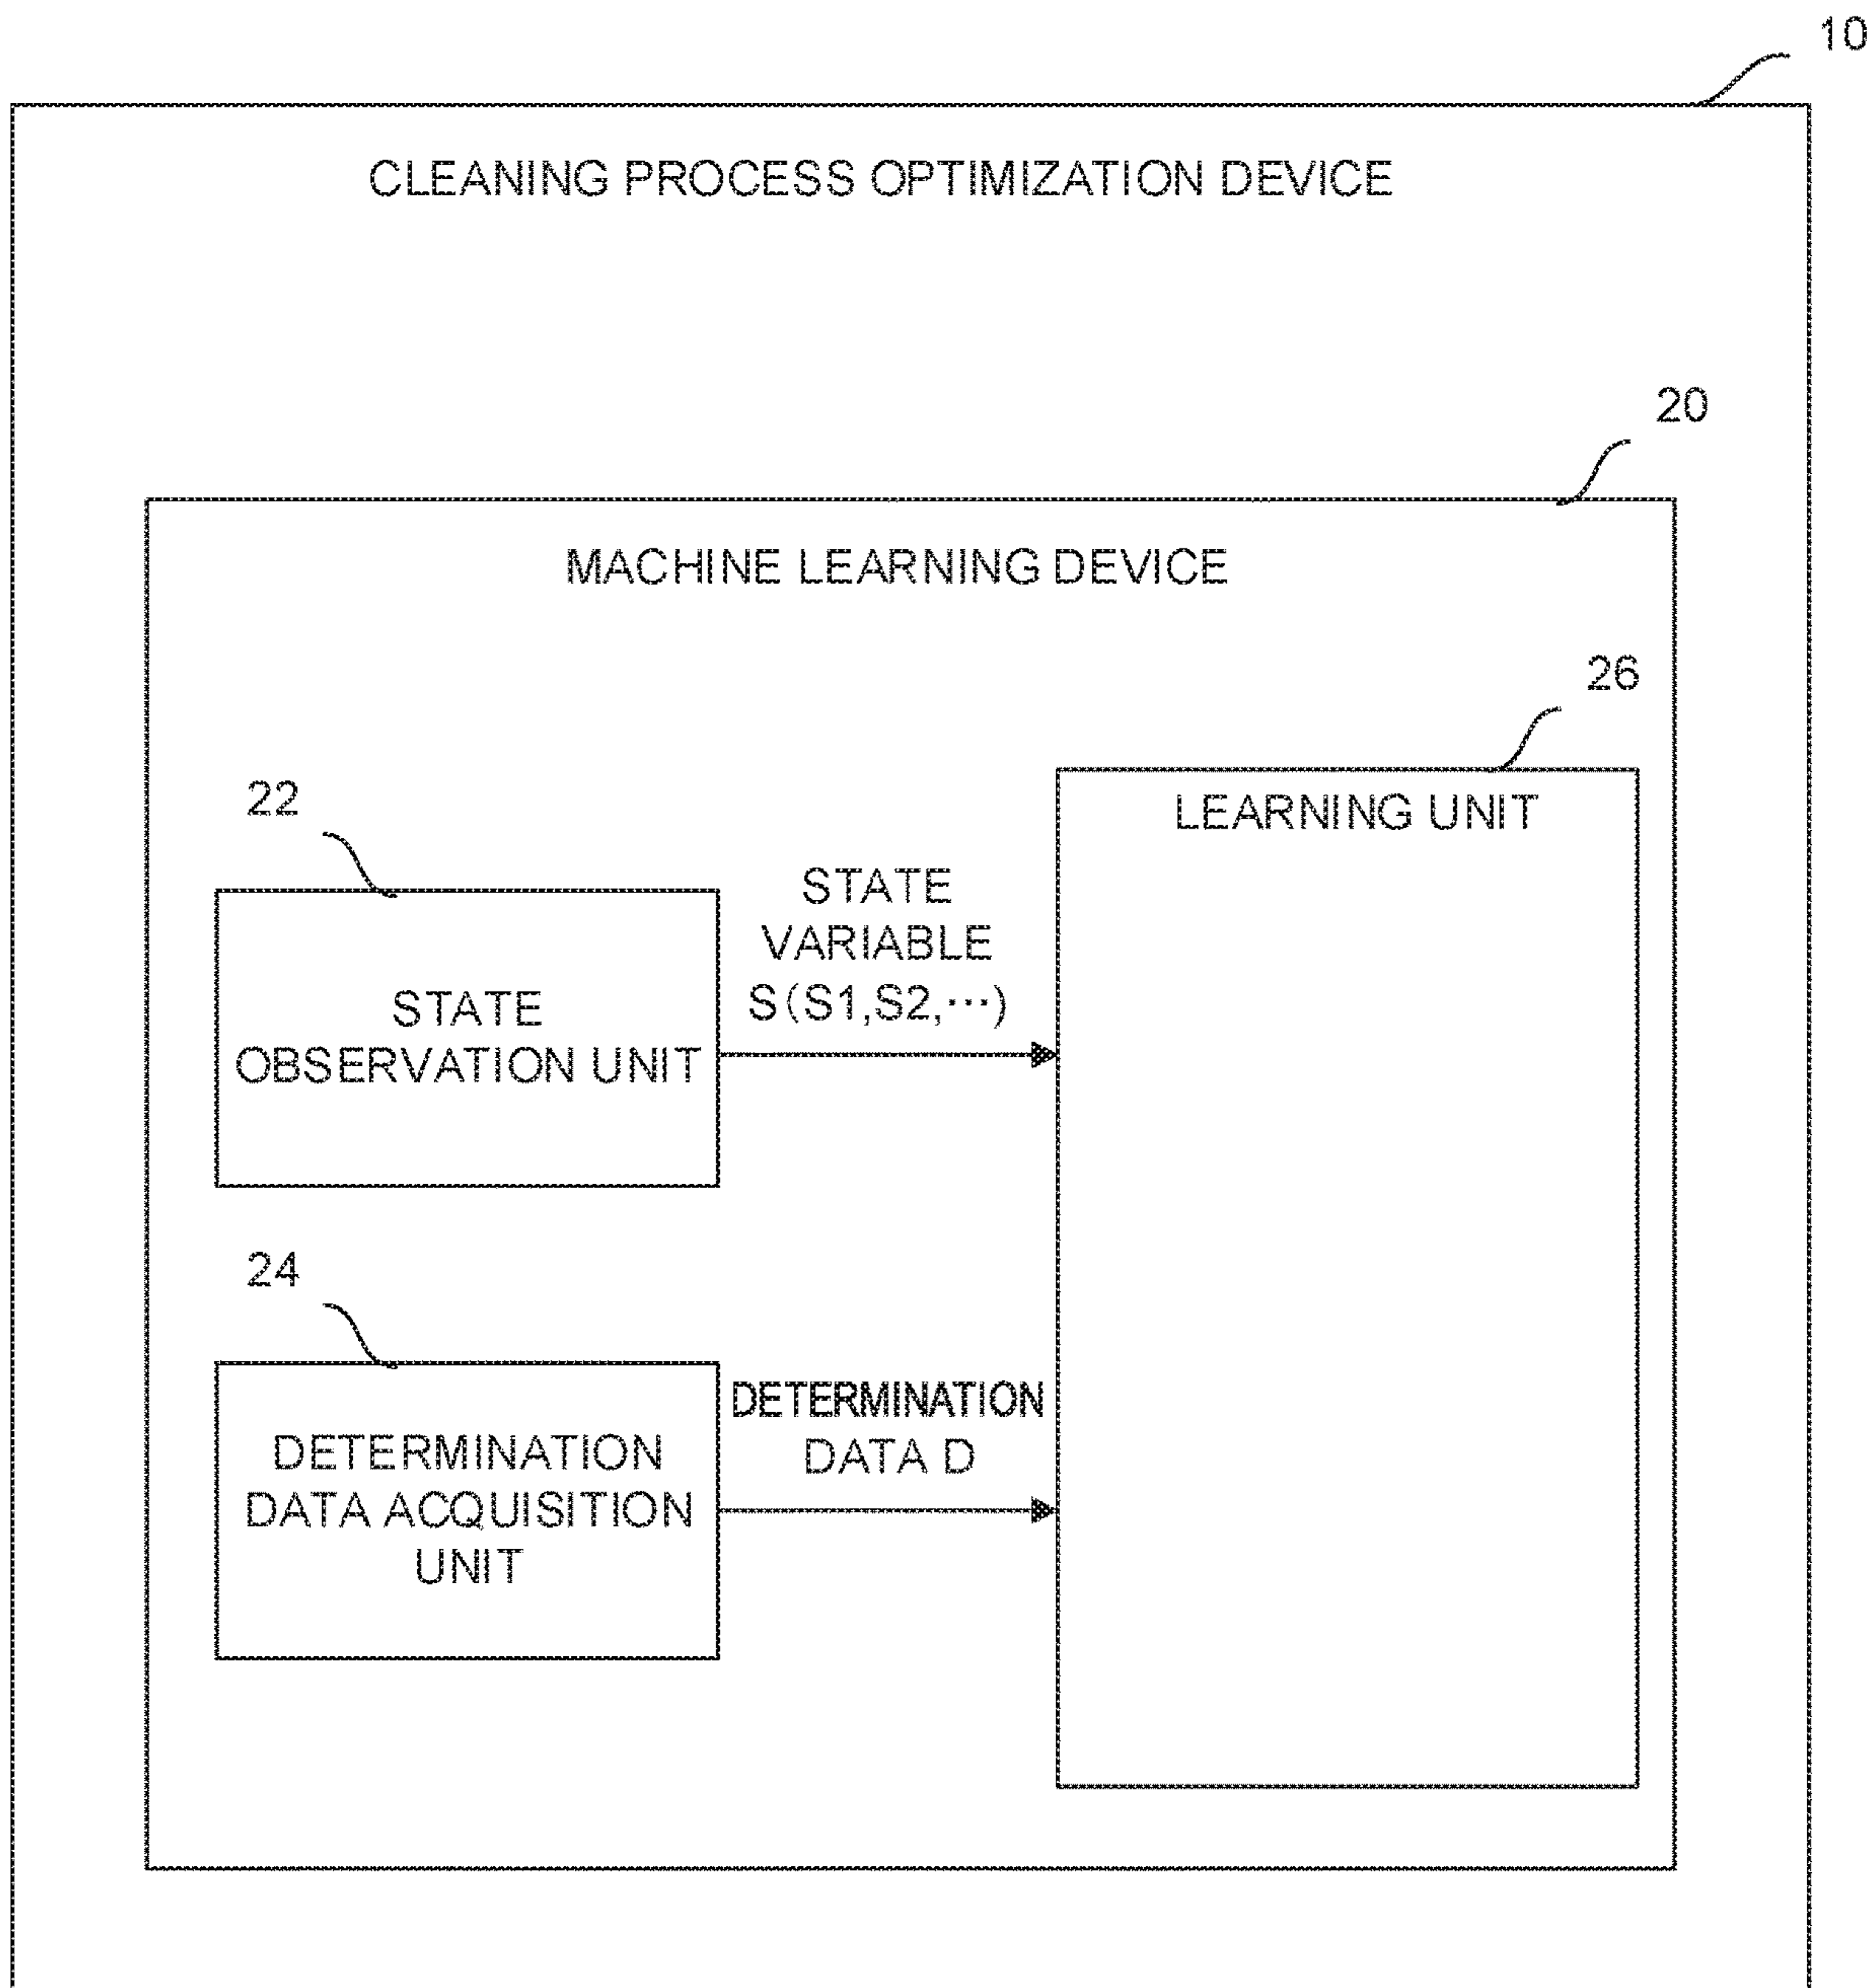 10
CLEANING PROCESS OPTIMIZATION DEVICE
20
MACHINE LEARNING DEVICE
26
LEARNING UNIT
22
STATE
VARIABLE
S(S1,S2,⋯)
STATE
OBSERVATION UNIT
24
DETERMINATION
DATA D
DETERMINATION
DATA ACQUISITION
UNIT